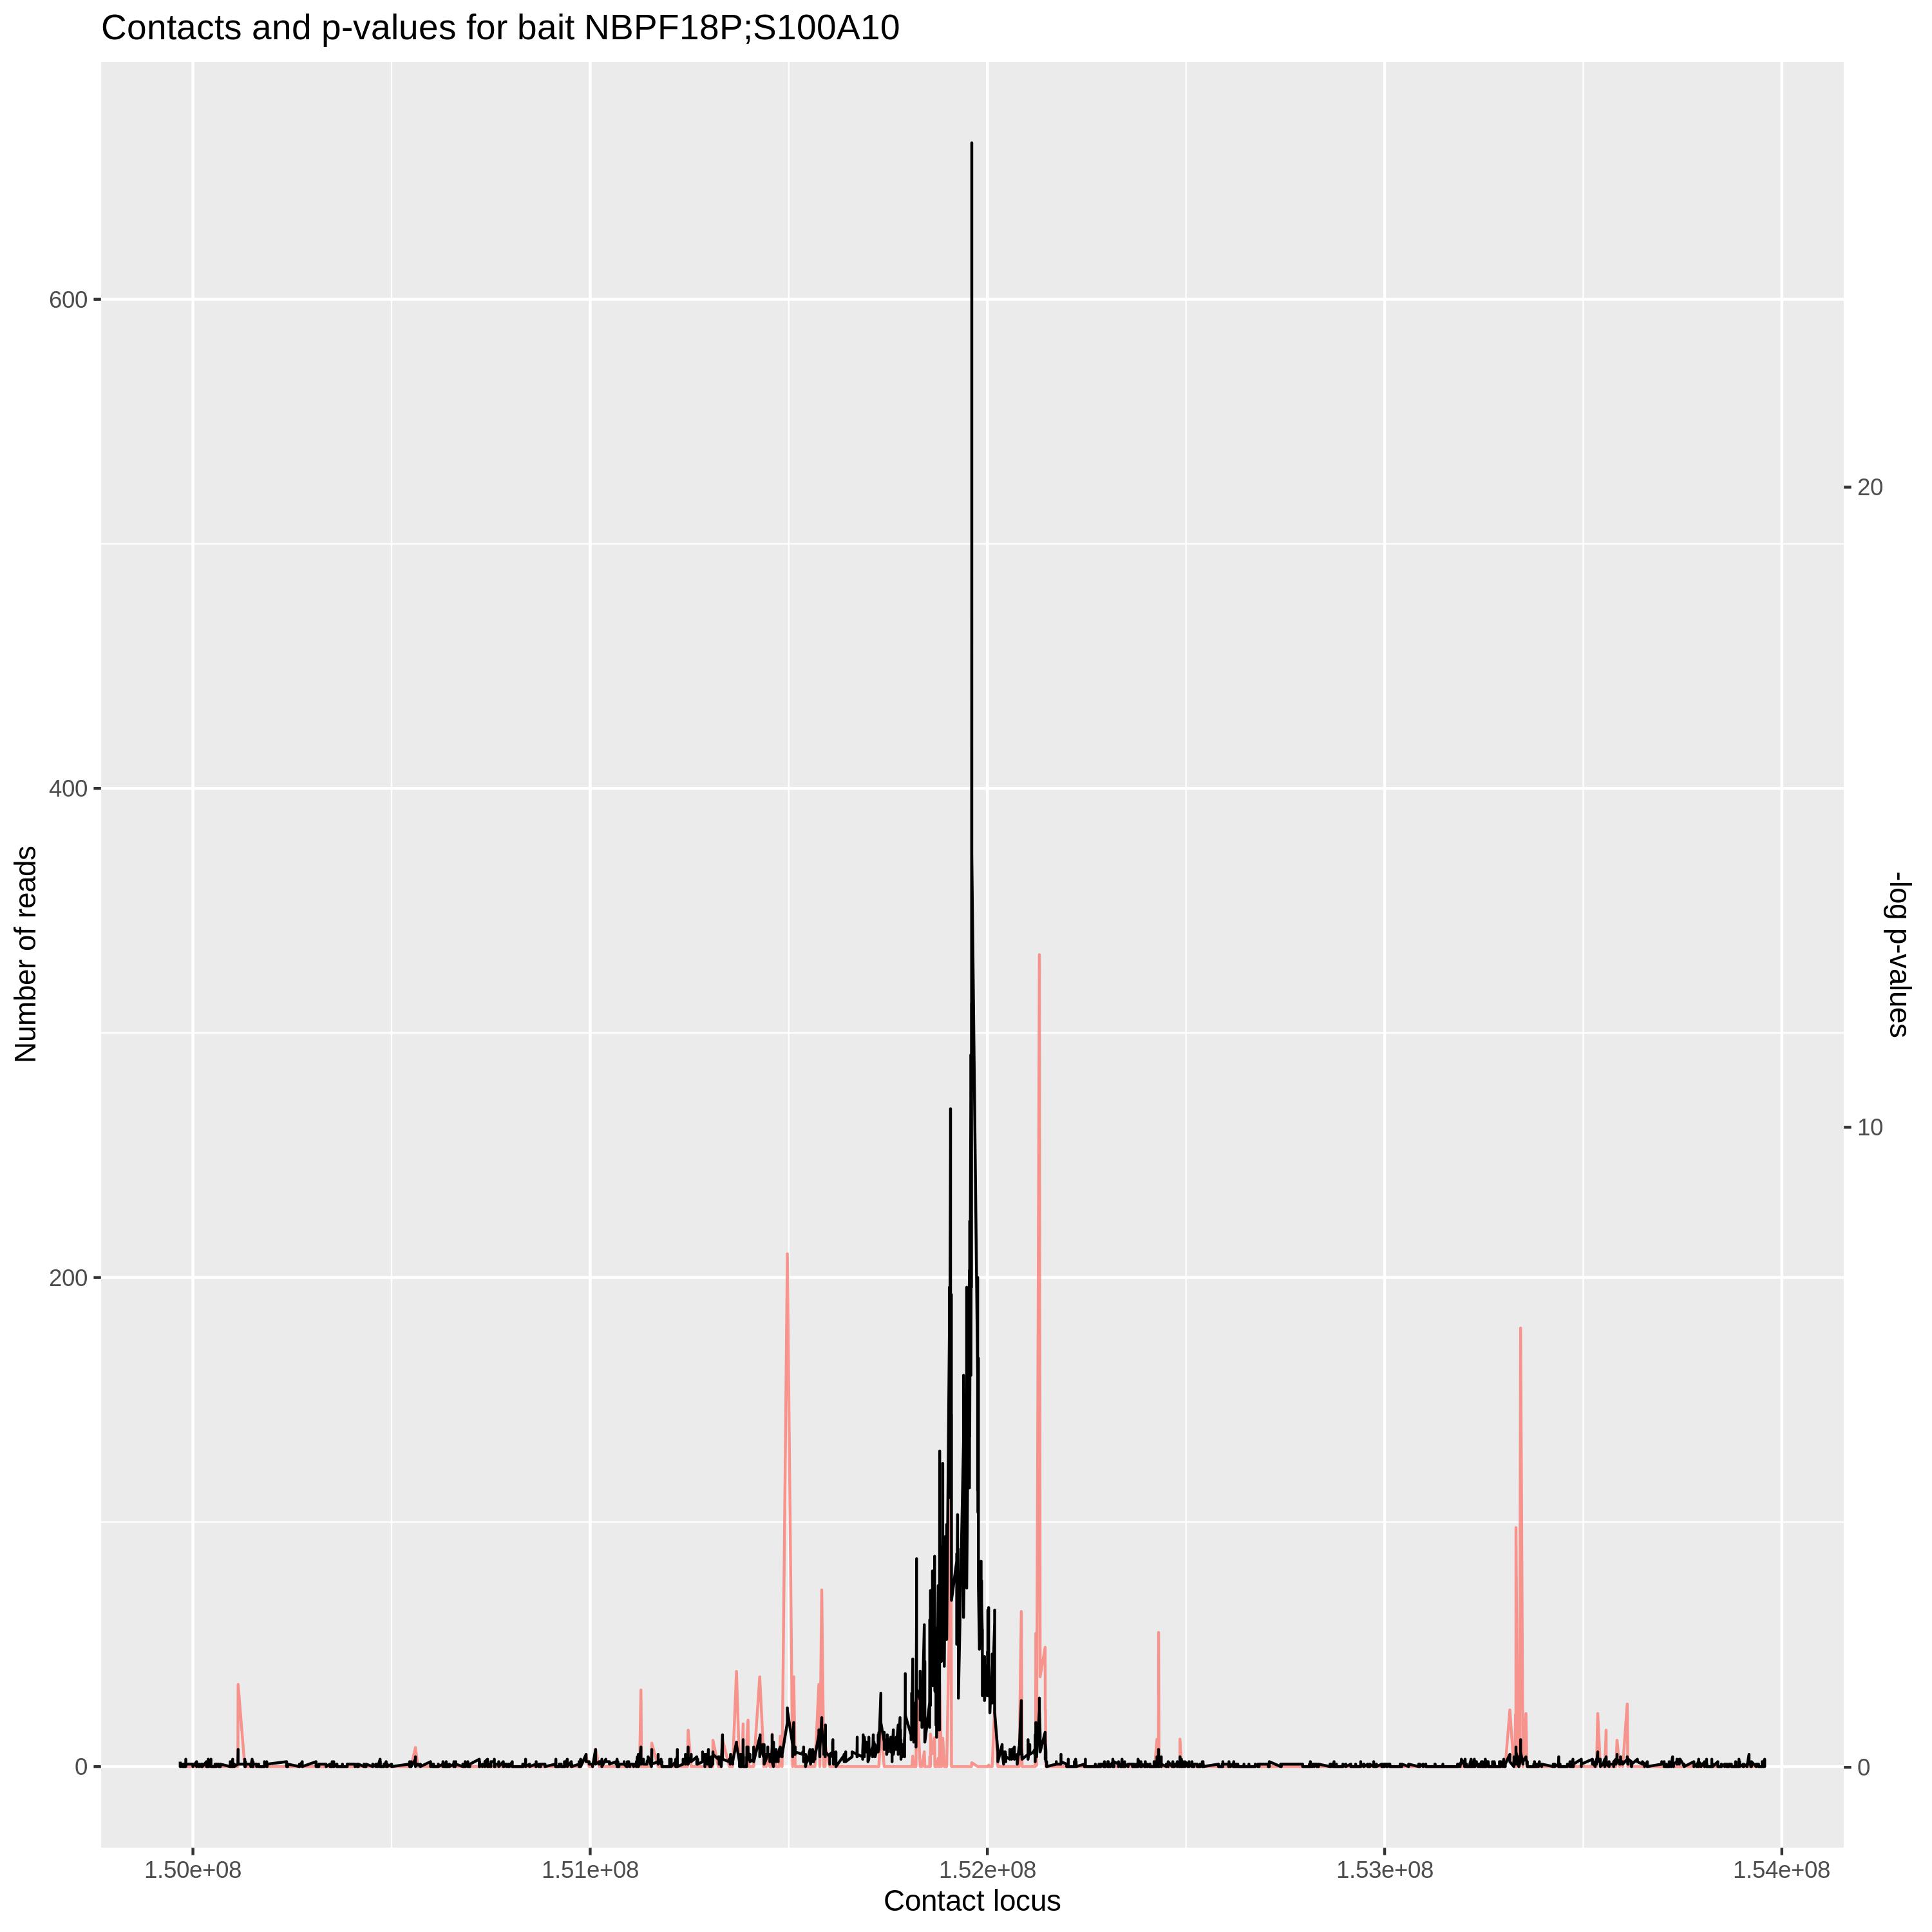 Contacts and p-values for bait NBPF18P;S100A10
Number of reads
600
400
200
0
20
10
0
-log p-values
1.50e+08
1.51e+08
1.52e+08
1.53e+08
1.54e+08
Contact locus